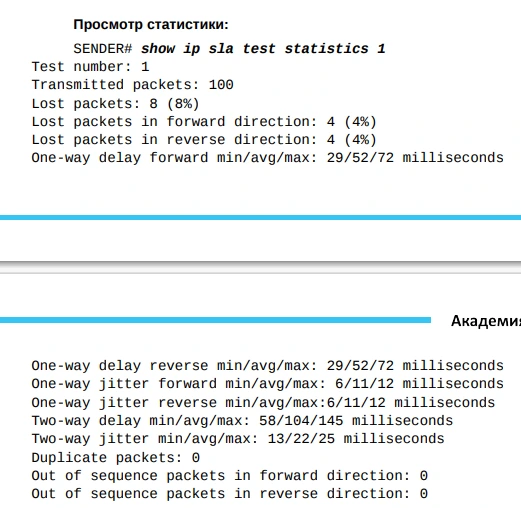 Просмотр статистики:
SENDER# show ip sla test statistics 1
Test number: 1
Transmitted packets: 100
Lost packets: 8 (8%)
Lost packets in forward direction: 4 (4%)
Lost packets in reverse direction: 4 (4%)
One-way delay forward min/avg/max: 29/52/72 milliseconds
Академия
One-way delay reverse min/avg/max: 29/52/72 milliseconds
One-way jitter forward min/avg/max: 6/11/12 milliseconds
One-way jitter reverse min/avg/max:6/11/12 milliseconds
Two-way delay min/avg/max: 58/104/145 milliseconds
Two-way jitter min/avg/max: 13/22/25 milliseconds
Duplicate packets: 0
Out of sequence packets in forward direction: 0
Out of sequence packets in reverse direction: 0